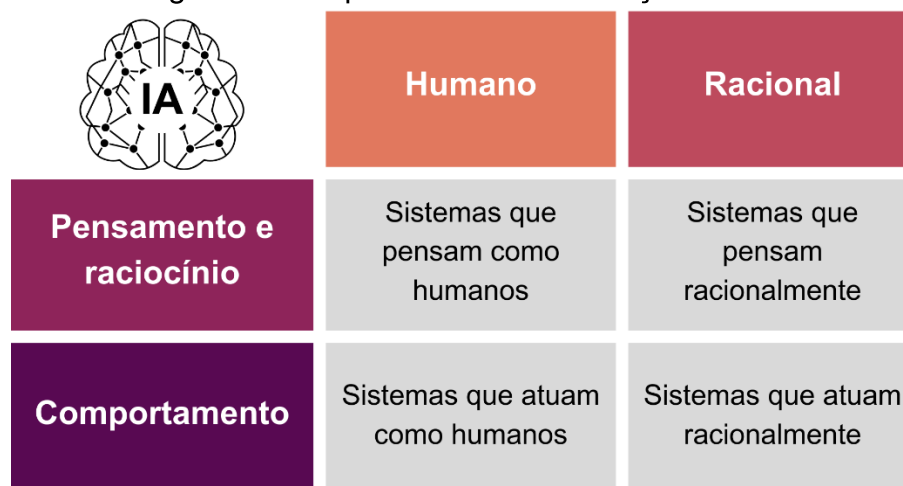 IA
Humano
Racional
Pensamento e
raciocínio
Sistemas que
pensam como
humanos
Sistemas que
pensam
racionalmente
Comportamento
Sistemas que atuam
como humanos
Sistemas que atuam
racionalmente